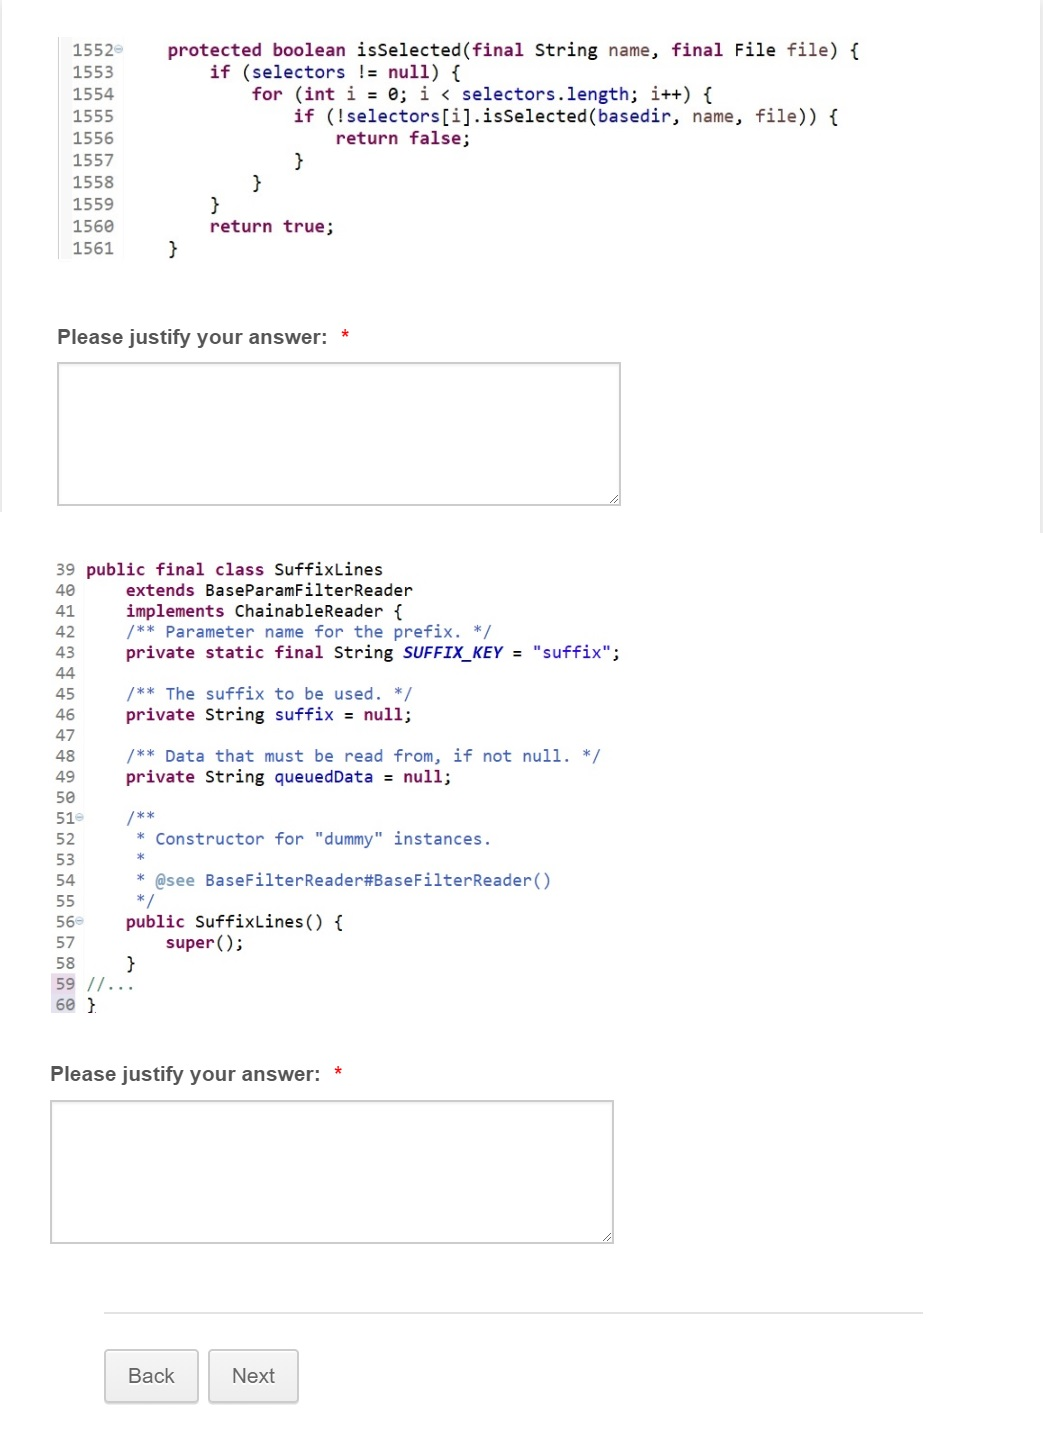 1552 protected boolean isSelected(final String name, final File file) {
1553 if (selectors != null) {
1554 for (int i = 0; i < selectors.length; i++) {
1555 if (!selectors[i].isSelected(basedir, name, file)) {
1556 return false;
1557 }
1558 }
1559 }
1560 return true;
1561 }
Please justify your answer: *
39 public final class SuffixLines
40 extends BaseParamFilterReader
41 implements ChainableReader {
42 /** Parameter name for the prefix. */
43 private static final String SUFFIX_KEY = "suffix";
44
45 /** The suffix to be used. */
46 private String suffix = null;
47
48 /** Data that must be read from, if not null. */
49 private String queuedData = null;
50
51 /**
52 * Constructor for "dummy" instances.
53 *
54 * @see BaseFilterReader#BaseFilterReader()
55 */
56 public SuffixLines() {
57 super();
58 }
59 //...
60 }
Please justify your answer: *
Back Next